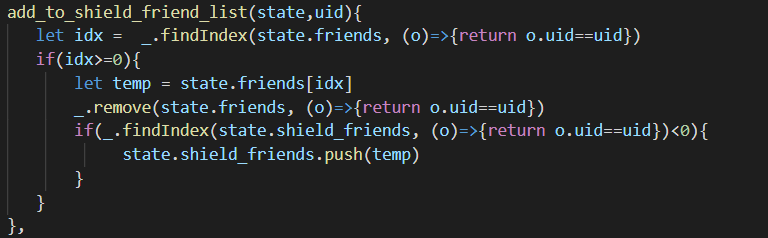 add_to_shield_friend_list(state,uid){
    let idx =  _.findIndex(state.friends, (o)=>{return o.uid==uid})
    if(idx>=0){
        let temp = state.friends[idx]
        _.remove(state.friends, (o)=>{return o.uid==uid})
        if(_.findIndex(state.shield_friends, (o)=>{return o.uid==uid})<0){
            state.shield_friends.push(temp)
        }
    }
},